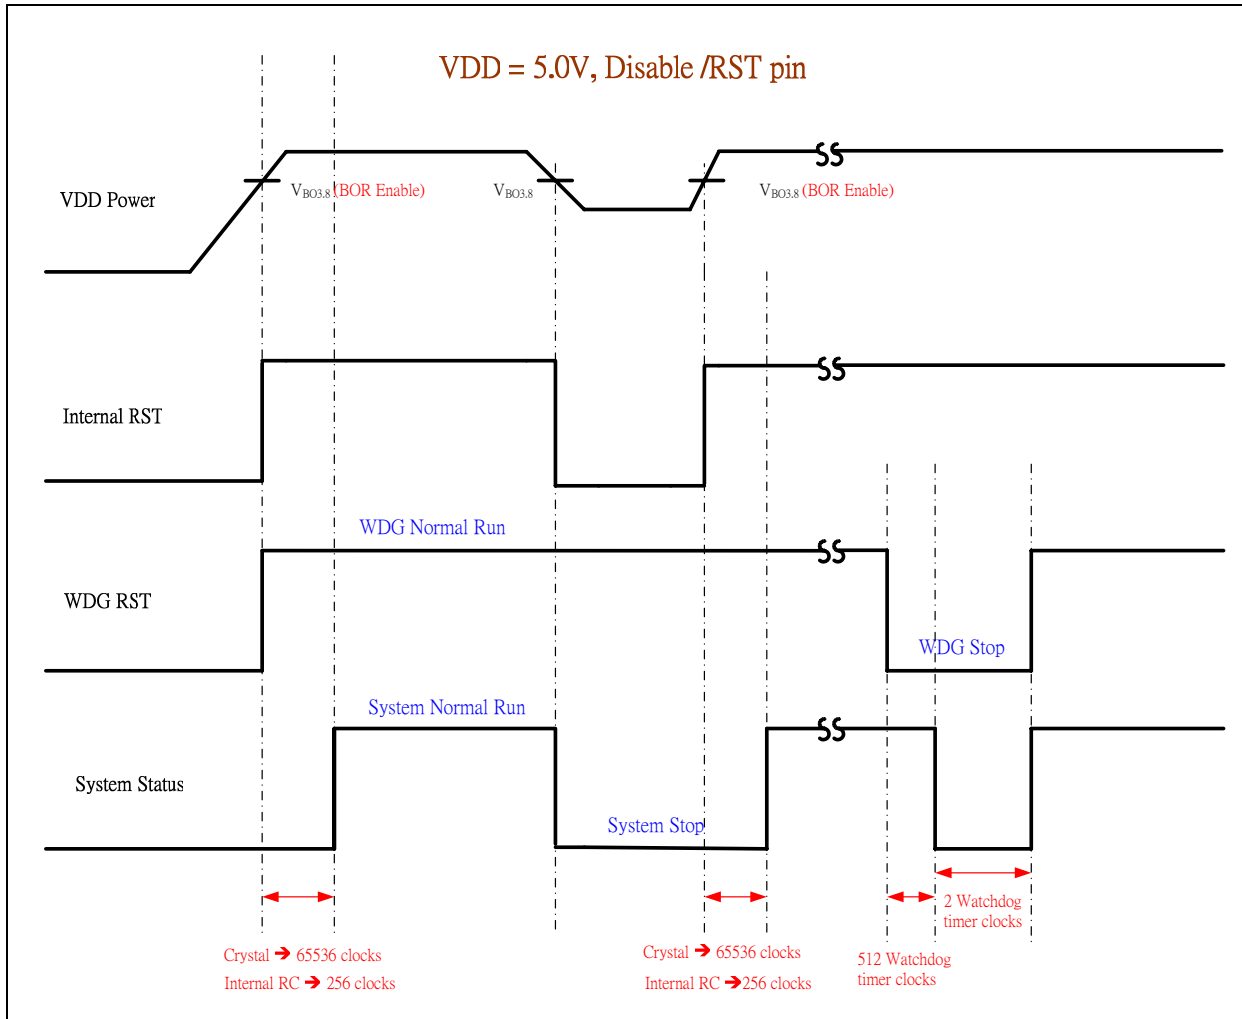 VDD = 5.0V, Disable /RST pin
VDD Power
VBO3.8 (BOR Enable)
VBO3.8
VBO3.8 (BOR Enable)
Internal RST
WDG Normal Run
WDG RST
WDG Stop
System Normal Run
System Status
System Stop
Crystal ➔ 65536 clocks
Internal RC ➔ 256 clocks
Crystal ➔ 65536 clocks
Internal RC ➔256 clocks
512 Watchdog
timer clocks
2 Watchdog
timer clocks